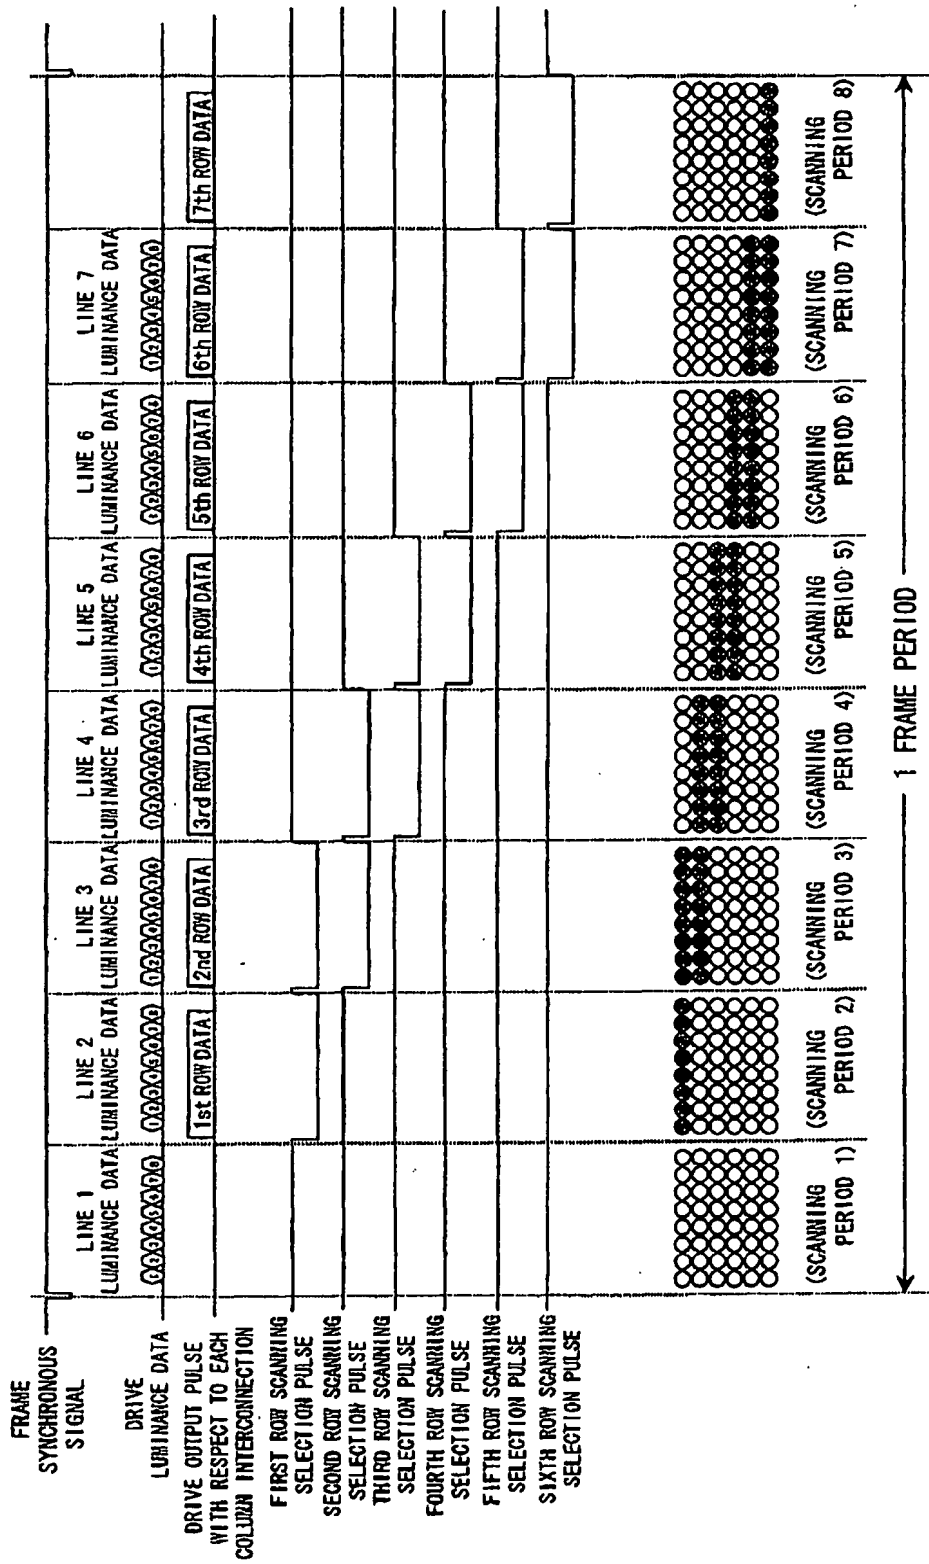 FRAME
SYNCHRONOUS
SIGNAL
DRIVE
LUMINANCE DATA
DRIVE OUTPUT PULSE
WITH RESPECT TO EACH
COLUMN INTERCONNECTION
FIRST ROW SCANNING
SELECTION PULSE
SECOND ROW SCANNING
SELECTION PULSE
THIRD ROW SCANNING
SELECTION PULSE
FOURTH ROW SCANNING
SELECTION PULSE
FIFTH ROW SCANNING
SELECTION PULSE
SIXTH ROW SCANNING
SELECTION PULSE
LINE 1
LUMINANCE DATA
LINE 2
LUMINANCE DATA
LINE 3
LUMINANCE DATA
LINE 4
LUMINANCE DATA
LINE 5
LUMINANCE DATA
LINE 6
LUMINANCE DATA
LINE 7
LUMINANCE DATA
1st ROW DATA
2nd ROW DATA
3rd ROW DATA
4th ROW DATA
5th ROW DATA
6th ROW DATA
7th ROW DATA
(SCANNING
PERIOD 1)
(SCANNING
PERIOD 2)
(SCANNING
PERIOD 3)
(SCANNING
PERIOD 4)
(SCANNING
PERIOD 5)
(SCANNING
PERIOD 6)
(SCANNING
PERIOD 7)
(SCANNING
PERIOD 8)
1 FRAME PERIOD